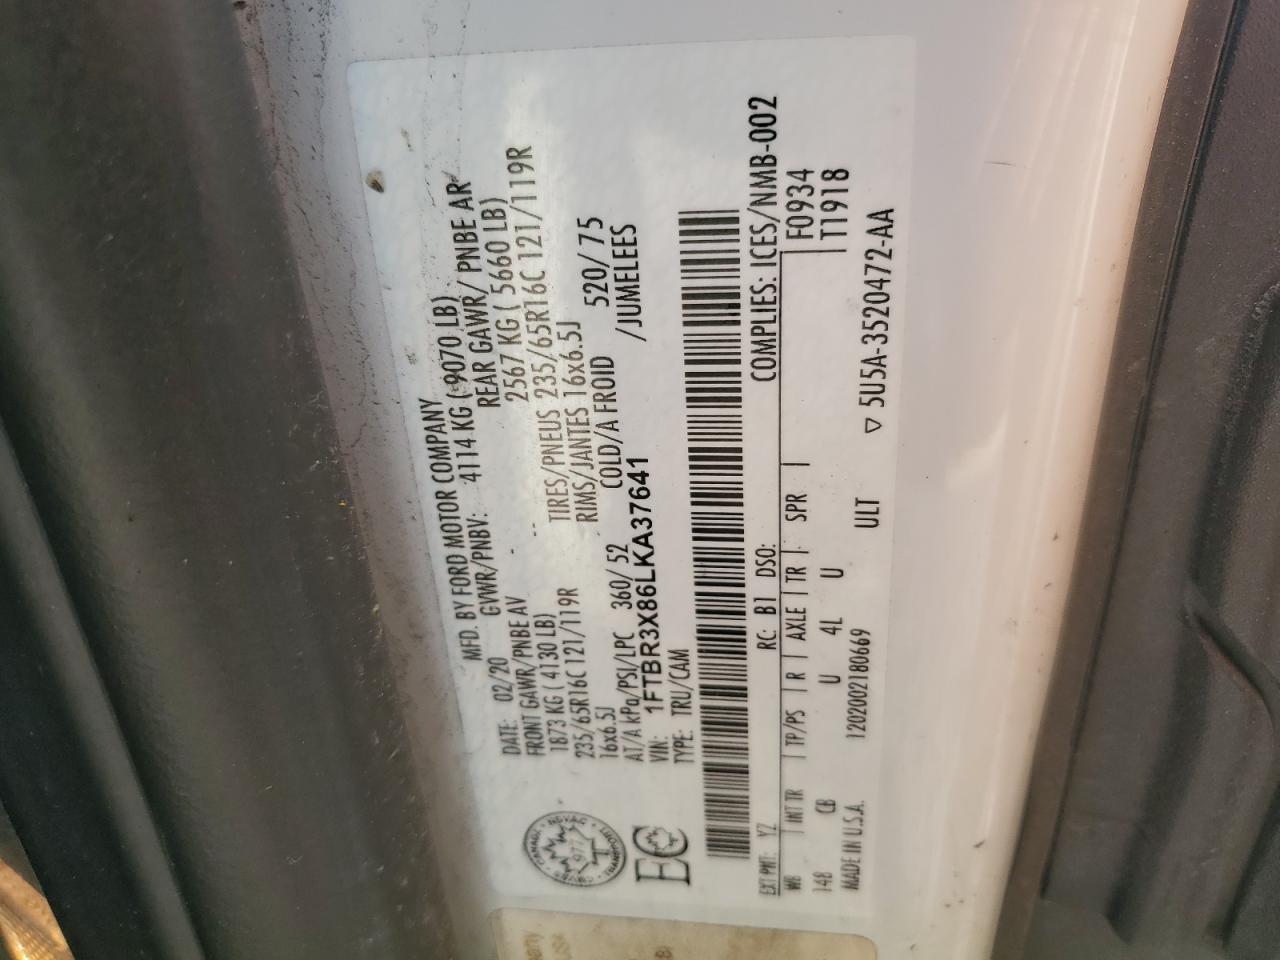 MFD. BY FORD MOTOR COMPANY
DATE: 02/20 GVWR/PNBV: 4114 KG ( 9070 LB)
FRONT GAWR/PNBE AV REAR GAWR/ PNBE AR
1873 KG ( 4130 LB) 2567 KG ( 5660 LB)
235/65R16C 121/119R TIRES/PNEUS 235/65R16C 121/119R
16x6.5J RIMS/JANTES 16x6.5J
AT/A kPa/PSI/LPC 360/ 52 COLD/A FROID 520/ 75
VIN: 1FTBR3X86LKA37641 /JUMELEES
TYPE: TRU/CAM
COMPLIES: ICES/NMB-002
EXT PNT: YZ RC: B1 DSO: F0934
WB INT TR TP/PS R AXLE TR SPR T1918
148 CB U 4L U
MADE IN U.S.A. 1202002180669 ULT ▽ 5U5A-3520472-AA
EC
CANADA
977
T